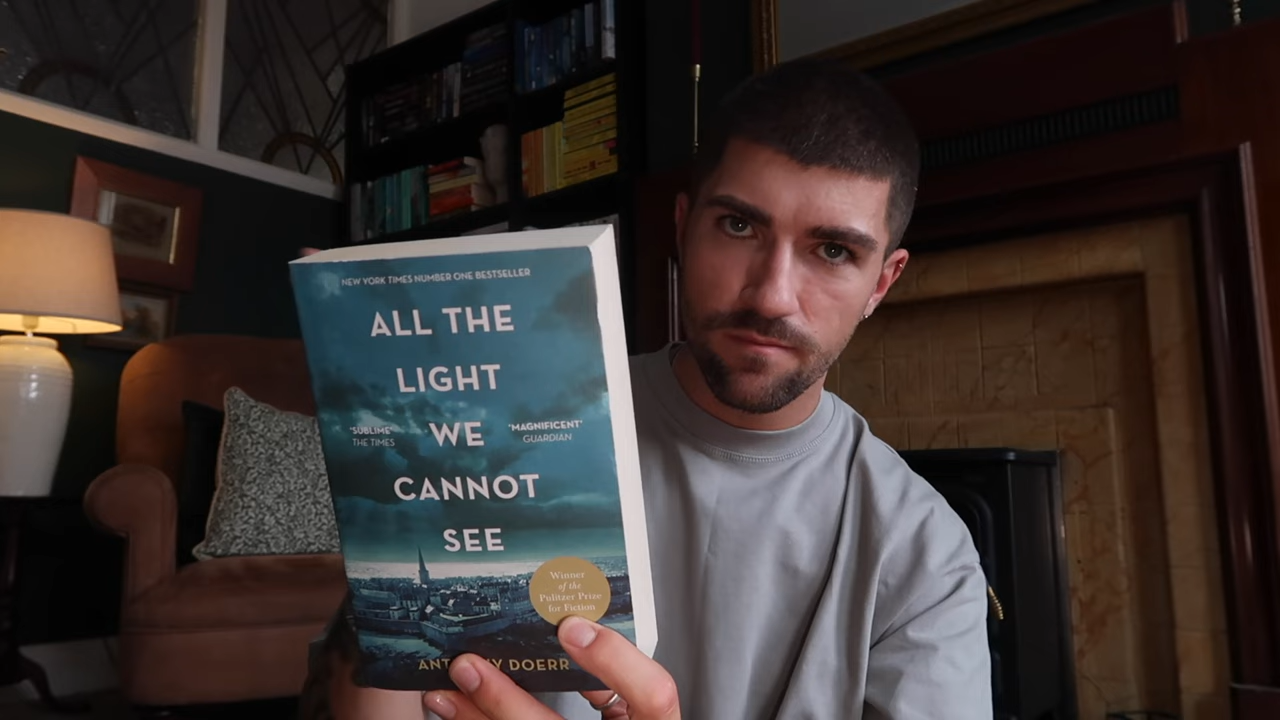 NEW YORK TIMES NUMBER ONE BESTSELLER
ALL THE
LIGHT
WE
CANNOT
SEE
'SUBLIME'
THE TIMES
'MAGNIFICENT'
GUARDIAN
Winner
of the
Pulitzer Prize
for Fiction
DOERR